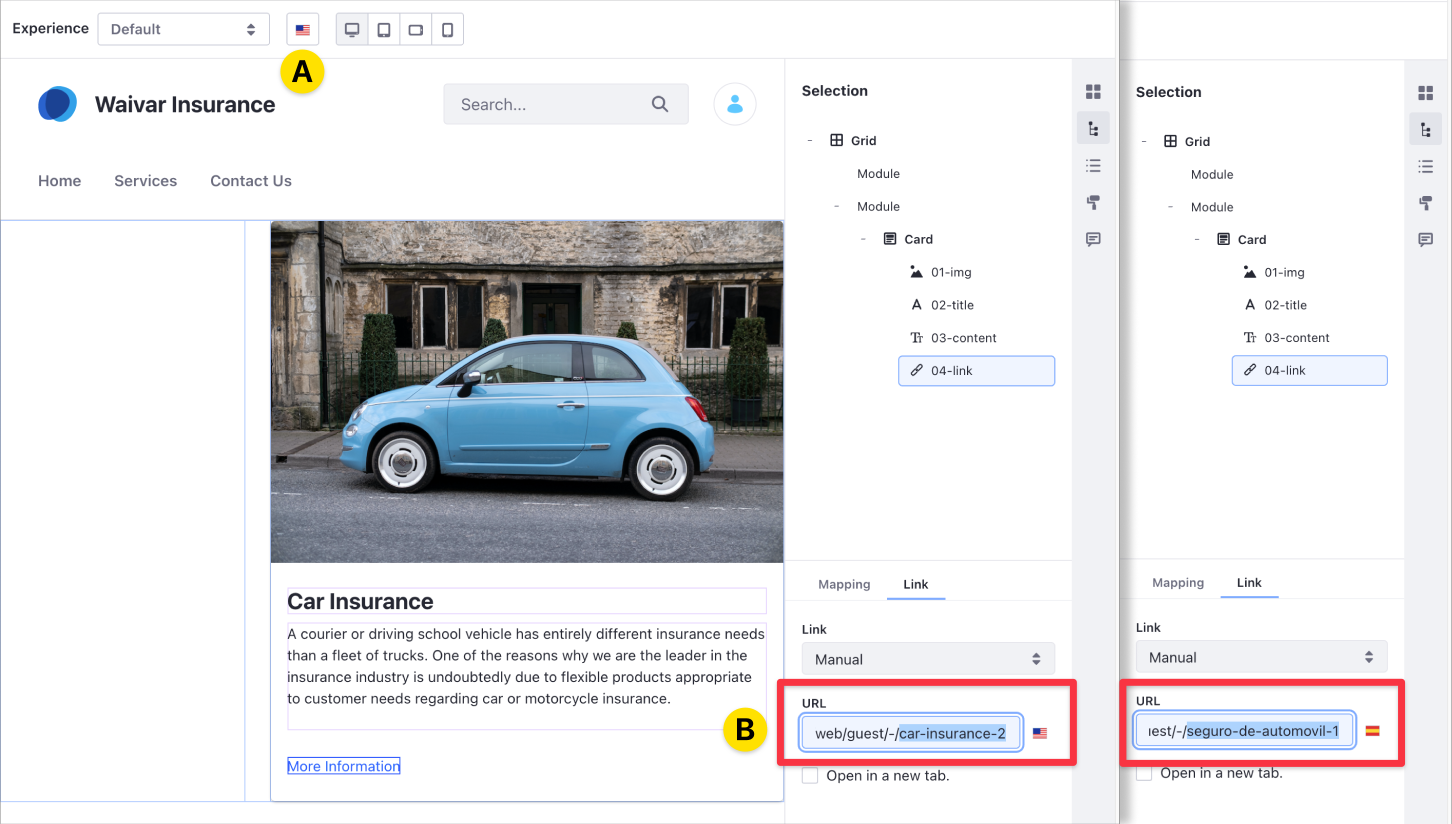 Experience
Default
A
Waivar Insurance
Search...
Home
Services
Contact Us
Car Insurance
A courier or driving school vehicle has entirely different insurance needs
than a fleet of trucks. One of the reasons why we are the leader in the
insurance industry is undoubtedly due to flexible products appropriate
to customer needs regarding car or motorcycle insurance.
More Information
B
Selection
Grid
Module
Module
Card
01-img
02-title
03-content
04-link
Mapping
Link
Link
Manual
URL
web/guest/-/car-insurance-2
Open in a new tab.
Selection
Grid
Module
Module
Card
01-img
02-title
03-content
04-link
Mapping
Link
Link
Manual
URL
est/-/seguro-de-automovil-1
Open in a new tab.